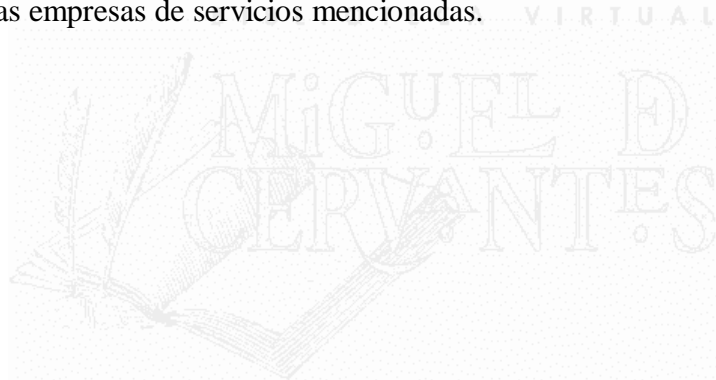 as empresas de servicios mencionadas.
VIRTUAL
MiGUEL D
CERVANTES